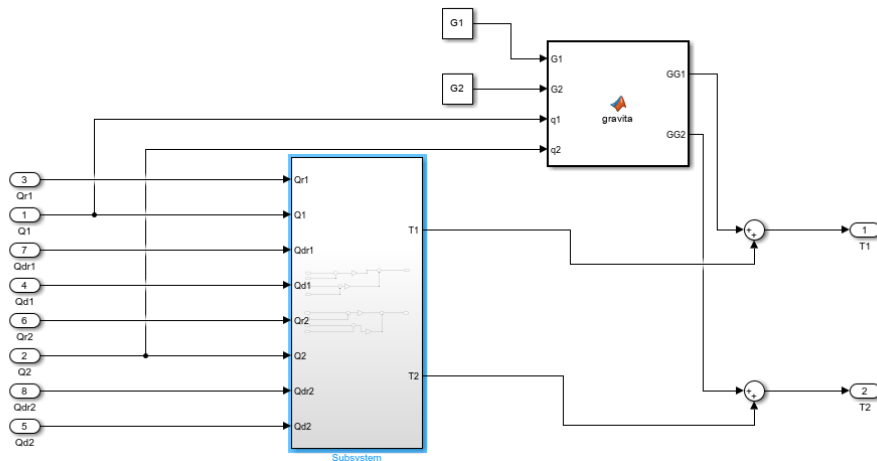 G1
G2
G1
G2
q1
q2
GG1
GG2
gravita
3
Qr1
1
Q1
7
Qdr1
4
Qd1
6
Qr2
2
Q2
8
Qdr2
5
Qd2
Qr1
Q1
Qdr1
Qd1
Qr2
Q2
Qdr2
Qd2
T1
T2
Subsystem
1
T1
2
T2